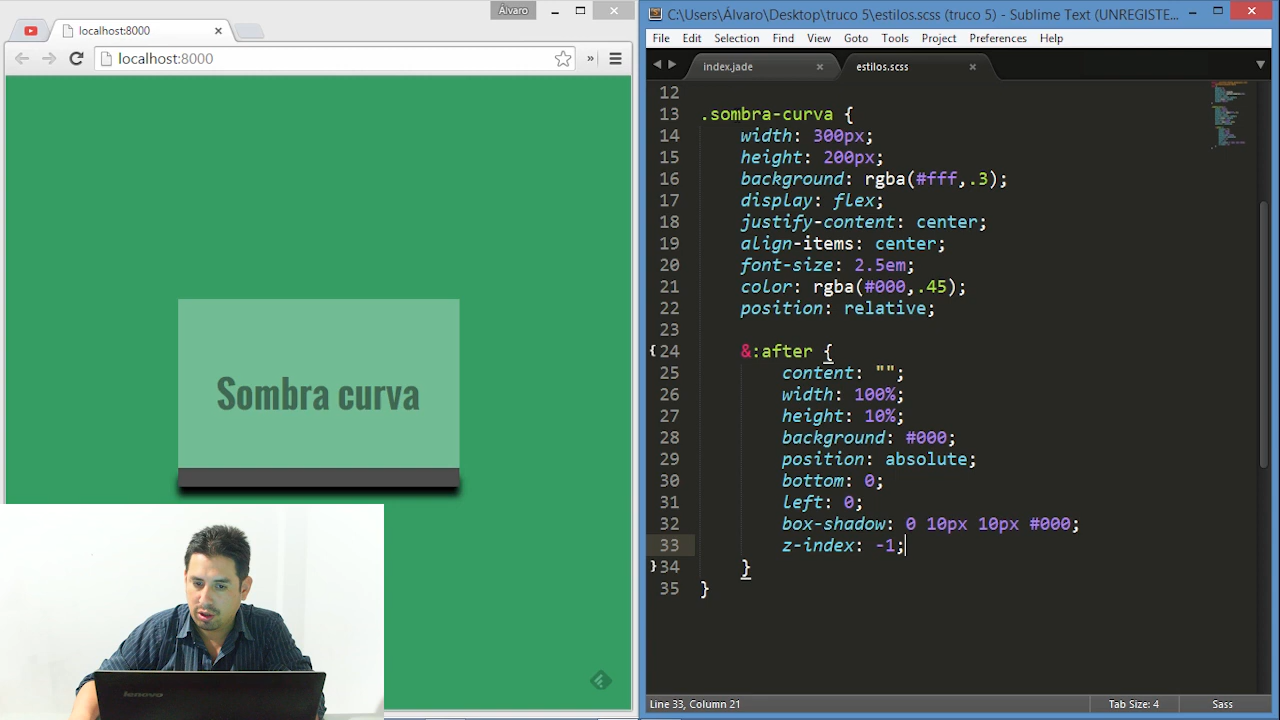 Álvaro
localhost:8000
localhost:8000
Sombra curva
lenovo
C:\Users\Álvaro\Desktop\truco 5\estilos.scss (truco 5) - Sublime Text (UNREGISTE...
File Edit Selection Find View Goto Tools Project Preferences Help
index.jade estilos.scss
12
13 .sombra-curva {
14 width: 300px;
15 height: 200px;
16 background: rgba(#fff,.3);
17 display: flex;
18 justify-content: center;
19 align-items: center;
20 font-size: 2.5em;
21 color: rgba(#000,.45);
22 position: relative;
23
24 &:after {
25 content: "";
26 width: 100%;
27 height: 10%;
28 background: #000;
29 position: absolute;
30 bottom: 0;
31 left: 0;
32 box-shadow: 0 10px 10px #000;
33 z-index: -1;
34 }
35 }
Line 33, Column 21 Tab Size: 4 Sass